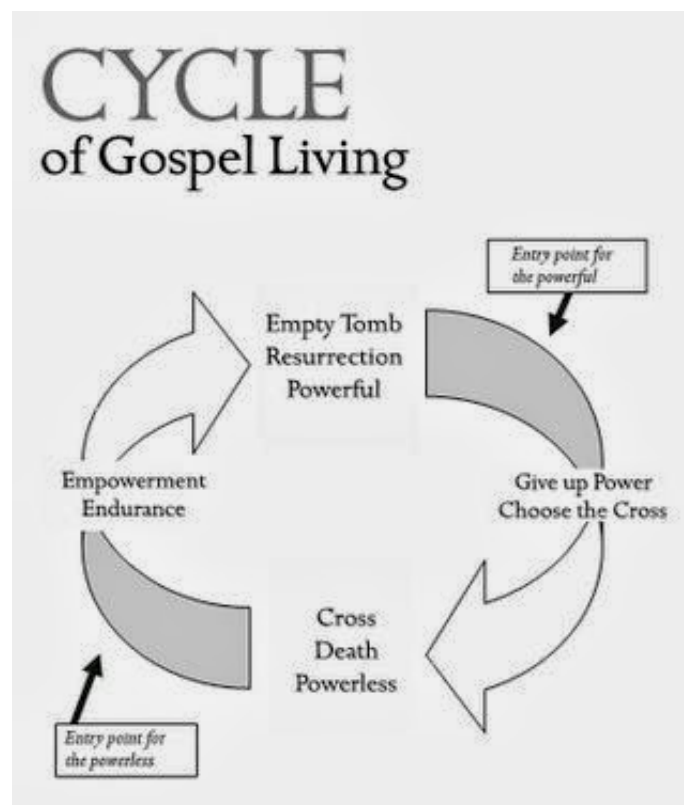 CYCLE
of Gospel Living
Entry point for
the powerful
Empty Tomb
Resurrection
Powerful
Empowerment
Endurance
Give up Power
Choose the Cross
Cross
Death
Powerless
Entry point for
the powerless